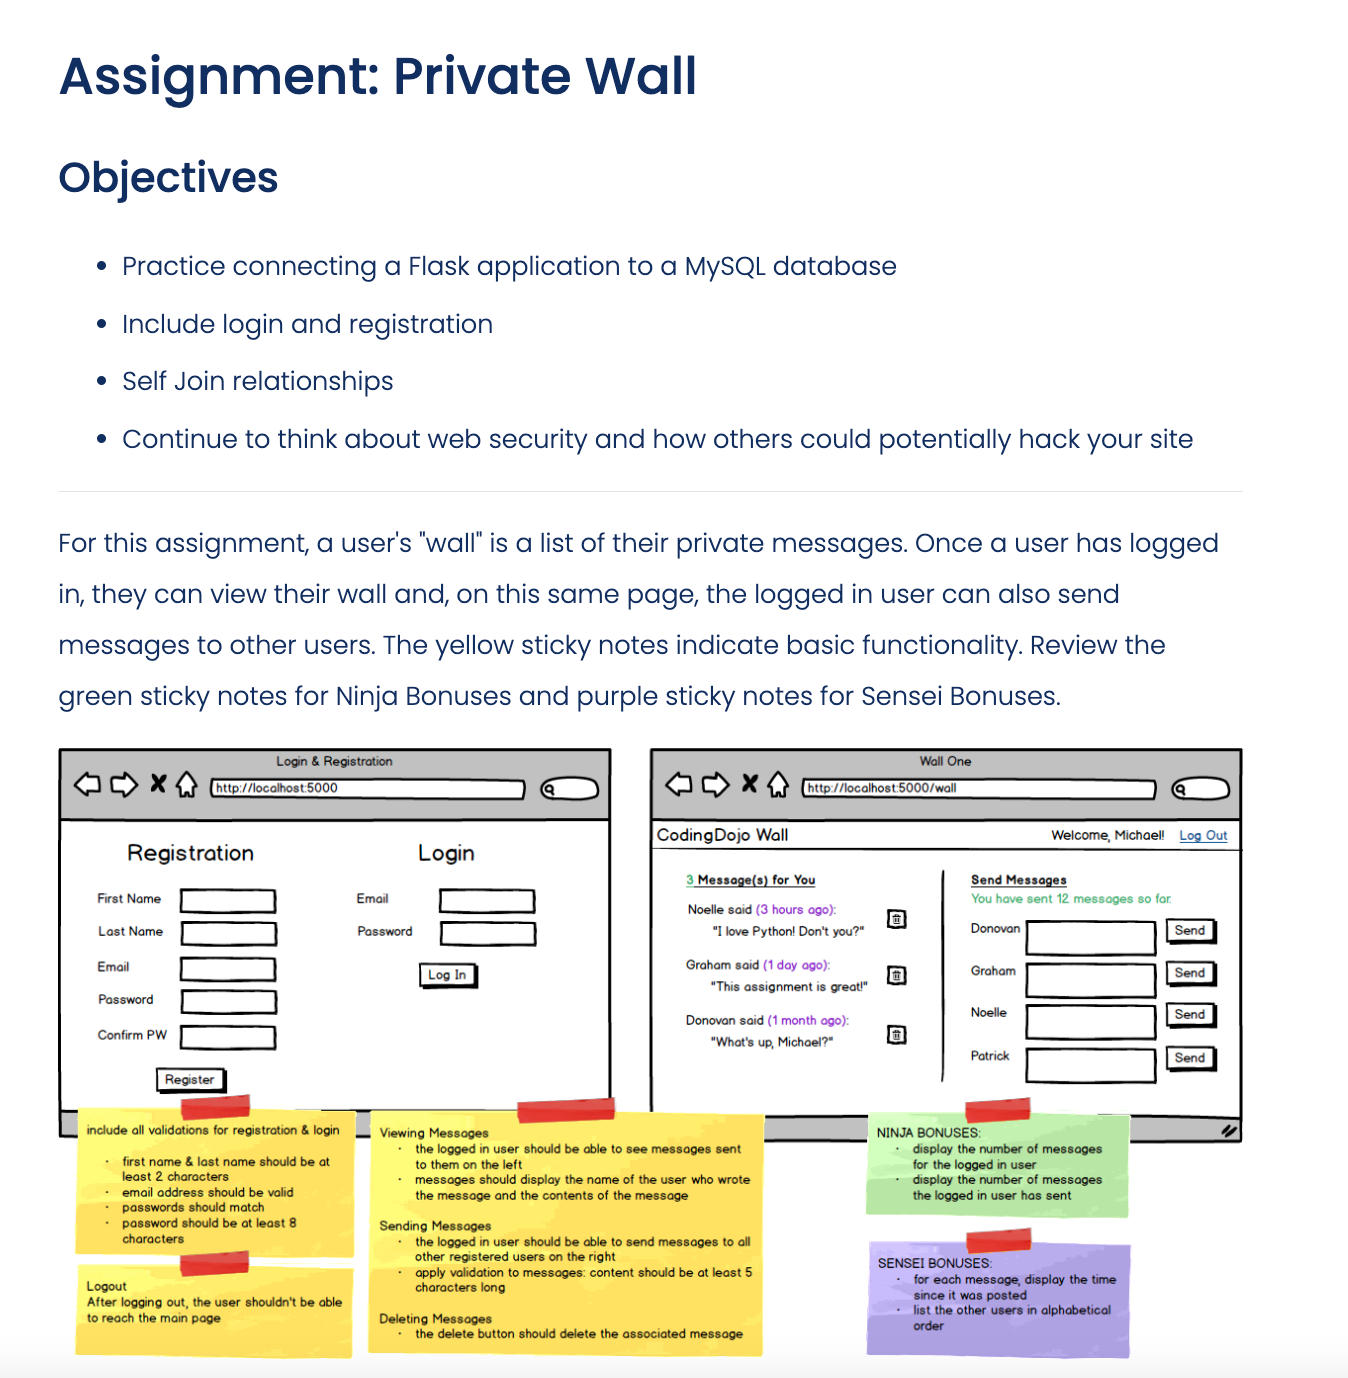 Assignment: Private Wall
Objectives
Practice connecting a Flask application to a MySQL database
Include login and registration
Self Join relationships
Continue to think about web security and how others could potentially hack your site
For this assignment, a user's "wall" is a list of their private messages. Once a user has logged
in, they can view their wall and, on this same page, the logged in user can also send
messages to other users. The yellow sticky notes indicate basic functionality. Review the
green sticky notes for Ninja Bonuses and purple sticky notes for Sensei Bonuses.
Login & Registration
http://localhost:5000
Registration
First Name
Last Name
Email
Password
Confirm PW
Register
Login
Email
Password
Log In
Wall One
http://localhost:5000/wall
CodingDojo Wall
Welcome, Michael! Log Out
3 Message(s) for You
Noelle said (3 hours ago):
"I love Python! Don't you?"
Graham said (1 day ago):
"This assignment is great!"
Donovan said (1 month ago):
"What's up, Michael?"
Send Messages
You have sent 12 messages so far.
Donovan Send
Graham Send
Noelle Send
Patrick Send
include all validations for registration & login
· first name & last name should be at
least 2 characters
· email address should be valid
· passwords should match
· password should be at least 8
characters
Logout
After logging out, the user shouldn't be able
to reach the main page
Viewing Messages
· the logged in user should be able to see messages sent
to them on the left
· messages should display the name of the user who wrote
the message and the contents of the message
Sending Messages
· the logged in user should be able to send messages to all
other registered users on the right
· apply validation to messages: content should be at least 5
characters long
Deleting Messages
· the delete button should delete the associated message
NINJA BONUSES:
· display the number of messages
for the logged in user
· display the number of messages
the logged in user has sent
SENSEI BONUSES:
· for each message, display the time
since it was posted
· list the other users in alphabetical
order